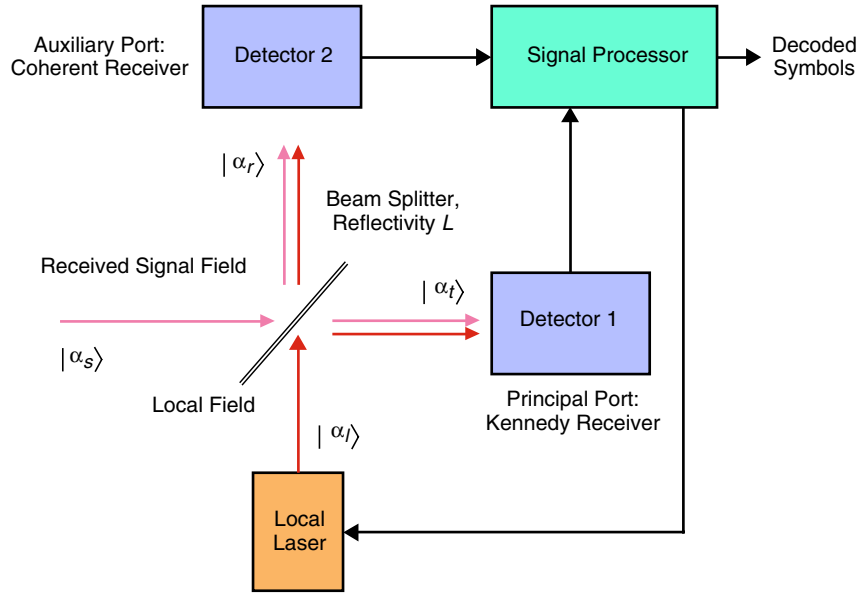 Auxiliary Port:
Coherent Receiver
Detector 2
Signal Processor
Decoded
Symbols
| αr⟩
Beam Splitter,
Reflectivity L
Received Signal Field
| αt⟩
Detector 1
| αs⟩
Local Field
Principal Port:
Kennedy Receiver
| αl⟩
Local
Laser